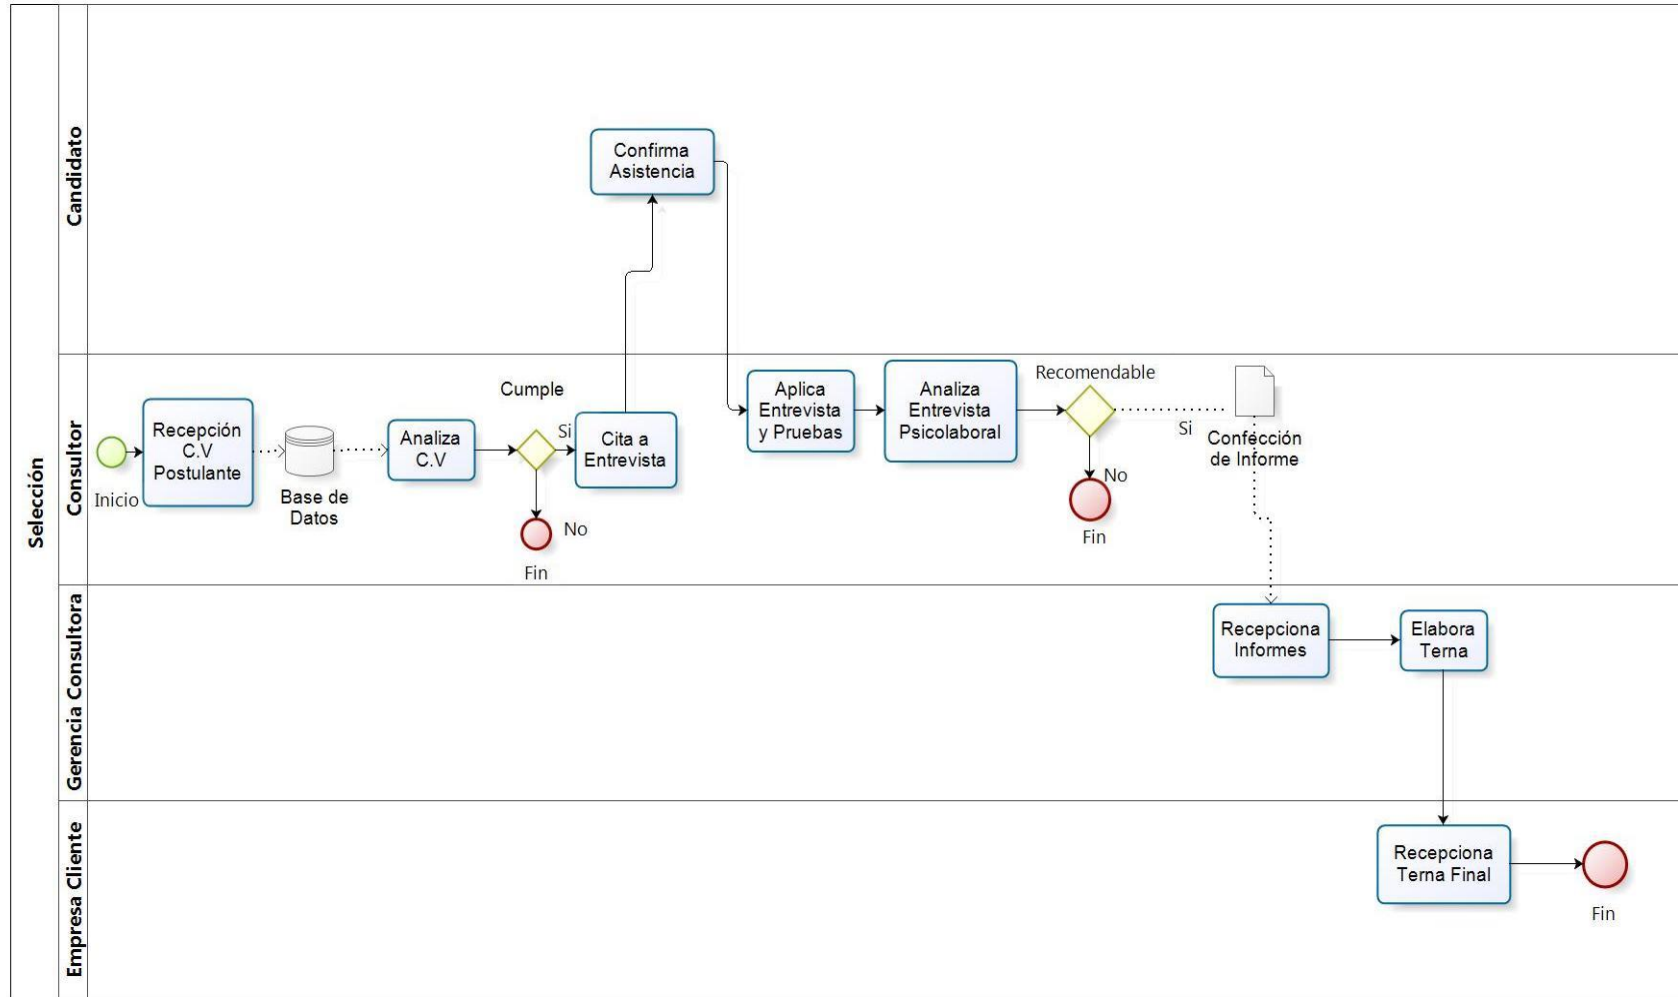 Selección
Candidato
Confirma
Asistencia
Consultor
Inicio
Recepción
C.V
Postulante
Base de
Datos
Analiza
C.V
Cumple
Si
No
Fin
Cita a
Entrevista
Aplica
Entrevista
y Pruebas
Analiza
Entrevista
Psicolaboral
Recomendable
Si
No
Fin
Confección
de Informe
Gerencia Consultora
Recepciona
Informes
Elabora
Terna
Empresa Cliente
Recepciona
Terna Final
Fin